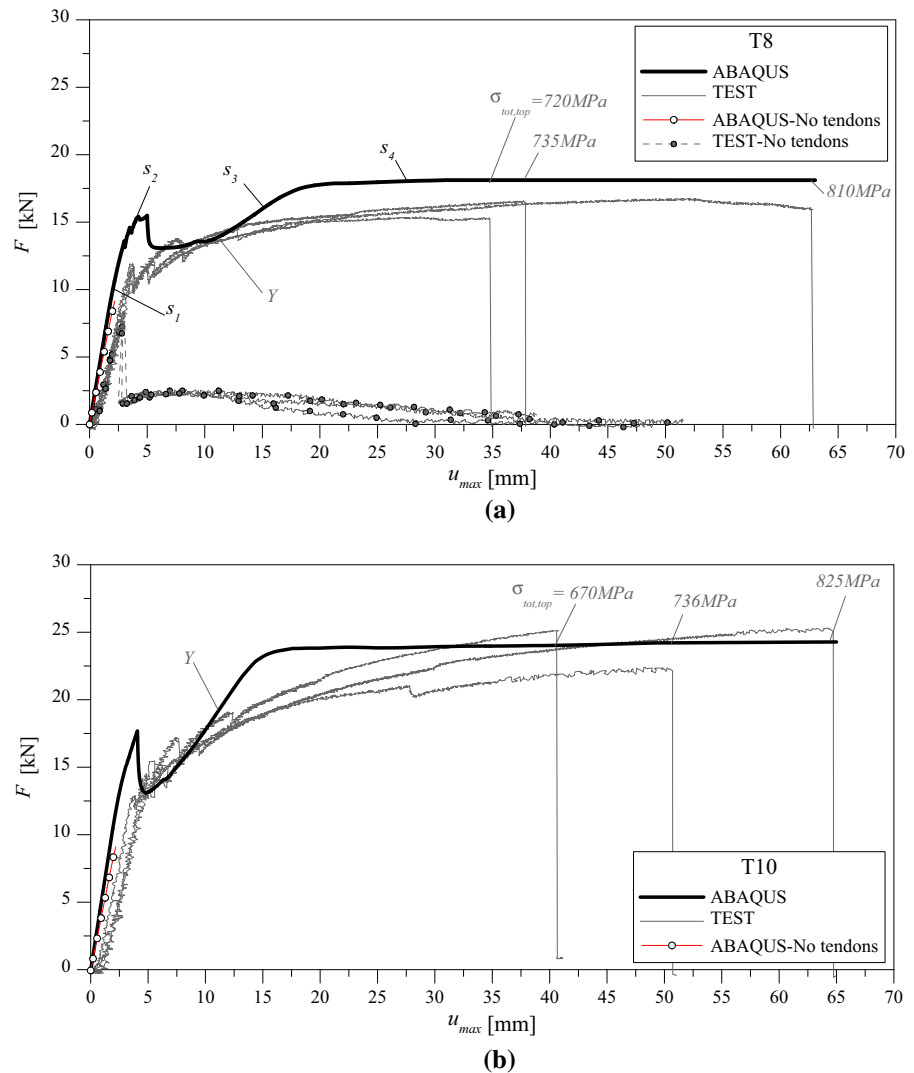 30
T8
ABAQUS
TEST
ABAQUS-No tendons
TEST-No tendons
25
σtot,top=720MPa
735MPa
20
s2
s3
s4
810MPa
15
F [kN]
Y
10
s1
5
0
0 5 10 15 20 25 30 35 40 45 50 55 60 65 70
umax [mm]
(a)
30
825MPa
σtot,top= 670MPa
736MPa
25
Y
20
F [kN]
15
10
T10
ABAQUS
TEST
ABAQUS-No tendons
5
0
0 5 10 15 20 25 30 35 40 45 50 55 60 65 70
umax [mm]
(b)